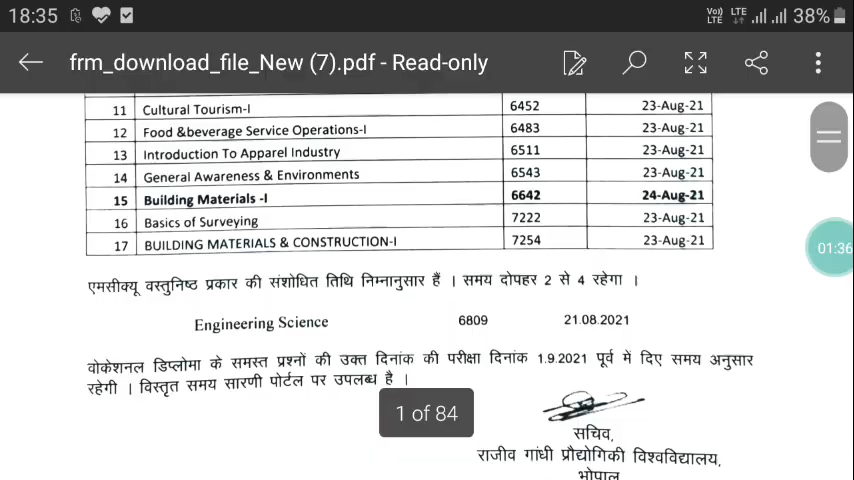 18:35 Vo) LTE LTE 38%
frm_download_file_New (7).pdf - Read-only
11 Cultural Tourism-I 6452 23-Aug-21
12 Food &beverage Service Operations-I 6483 23-Aug-21
13 Introduction To Apparel Industry 6511 23-Aug-21
14 General Awareness & Environments 6543 23-Aug-21
15 Building Materials -I 6642 24-Aug-21
16 Basics of Surveying 7222 23-Aug-21
17 BUILDING MATERIALS & CONSTRUCTION-I 7254 23-Aug-21
01:36
एमसीक्यू वस्तुनिष्ठ प्रकार की संशोधित तिथि निम्नानुसार हैं । समय दोपहर 2 से 4 रहेगा ।
Engineering Science 6809 21.08.2021
वोकेशनल डिप्लोमा के समस्त प्रश्नों की उक्त दिनांक की परीक्षा दिनांक 1.9.2021 पूर्व में दिए समय अनुसार
रहेगी । विस्तृत समय सारणी पोर्टल पर उपलब्ध है ।
1 of 84
सचिव,
राजीव गांधी प्रौद्योगिकी विश्वविद्यालय,
भोपाल